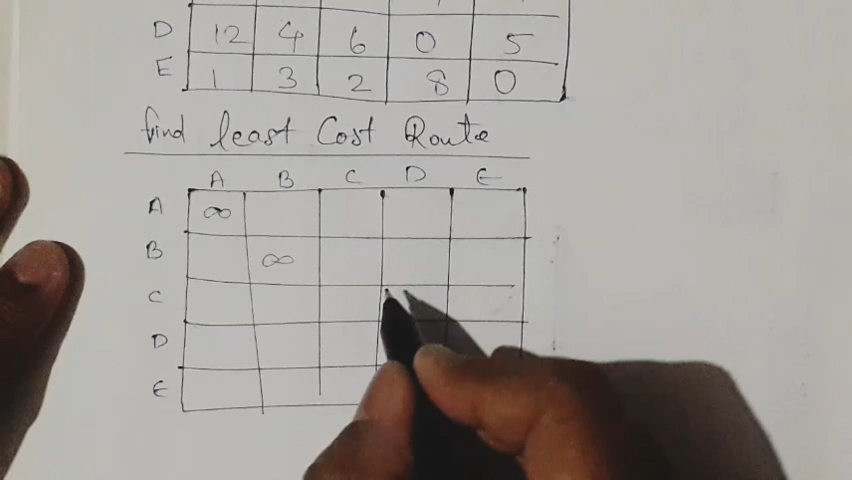 D 12 4 6 0 5
E 1 3 2 8 0
find least Cost Route
A B C D E
A ∞
B ∞
C
D
E